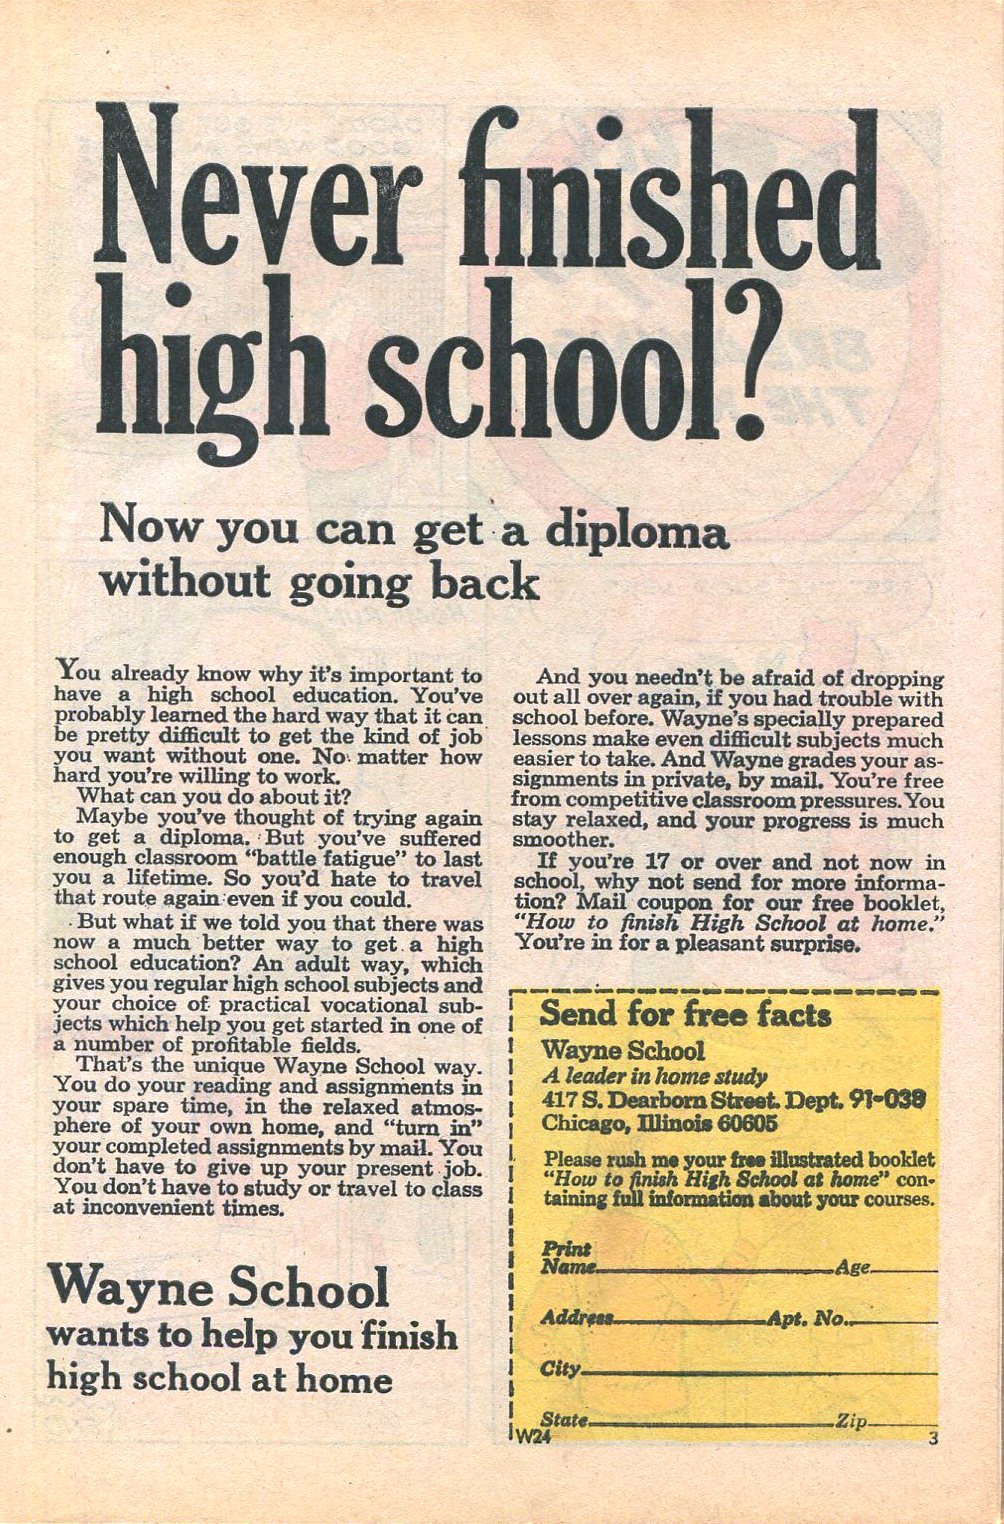 Never finished
high school?
Now you can get a diploma
without going back
You already know why it's important to
have a high school education. You've
probably learned the hard way that it can
be pretty difficult to get the kind of job
you want without one. No matter how
hard you're willing to work.
What can you do about it?
Maybe you've thought of trying again
to get a diploma. But you've suffered
enough classroom "battle fatigue" to last
you a lifetime. So you'd hate to travel
that route again even if you could.
But what if we told you that there was
now a much better way to get a high
school education? An adult way, which
gives you regular high school subjects and
your choice of practical vocational sub-
jects which help you get started in one of
a number of profitable fields.
That's the unique Wayne School way.
You do your reading and assignments in
your spare time, in the relaxed atmos-
phere of your own home, and "turn in"
your completed assignments by mail. You
don't have to give up your present job.
You don't have to study or travel to class
at inconvenient times.
Wayne School
wants to help you finish
high school at home
And you needn't be afraid of dropping
out all over again, if you had trouble with
school before. Wayne's specially prepared
lessons make even difficult subjects much
easier to take. And Wayne grades your as-
signments in private, by mail. You're free
from competitive classroom pressures. You
stay relaxed, and your progress is much
smoother.
If you're 17 or over and not now in
school, why not send for more informa-
tion? Mail coupon for our free booklet,
"How to finish High School at home."
You're in for a pleasant surprise.
Send for free facts
Wayne School
A leader in home study
417 S. Dearborn Street. Dept. 91-038
Chicago, Illinois 60605
Please rush me your free illustrated booklet
"How to finish High School at home" con-
taining full information about your courses.
Print
Name Age
Address Apt. No.
City
State Zip
W24 3